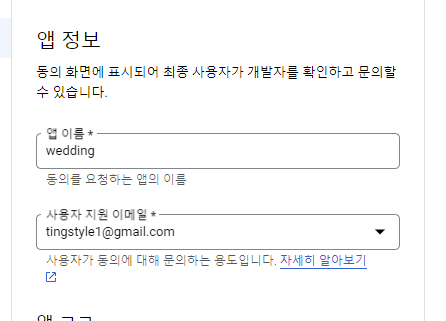 앱 정보
동의 화면에 표시되어 최종 사용자가 개발자를 확인하고 문의할
수 있습니다.
앱 이름 *
wedding
동의를 요청하는 앱의 이름
사용자 지원 이메일 *
tingstyle1@gmail.com
사용자가 동의에 대해 문의하는 용도입니다. 자세히 알아보기